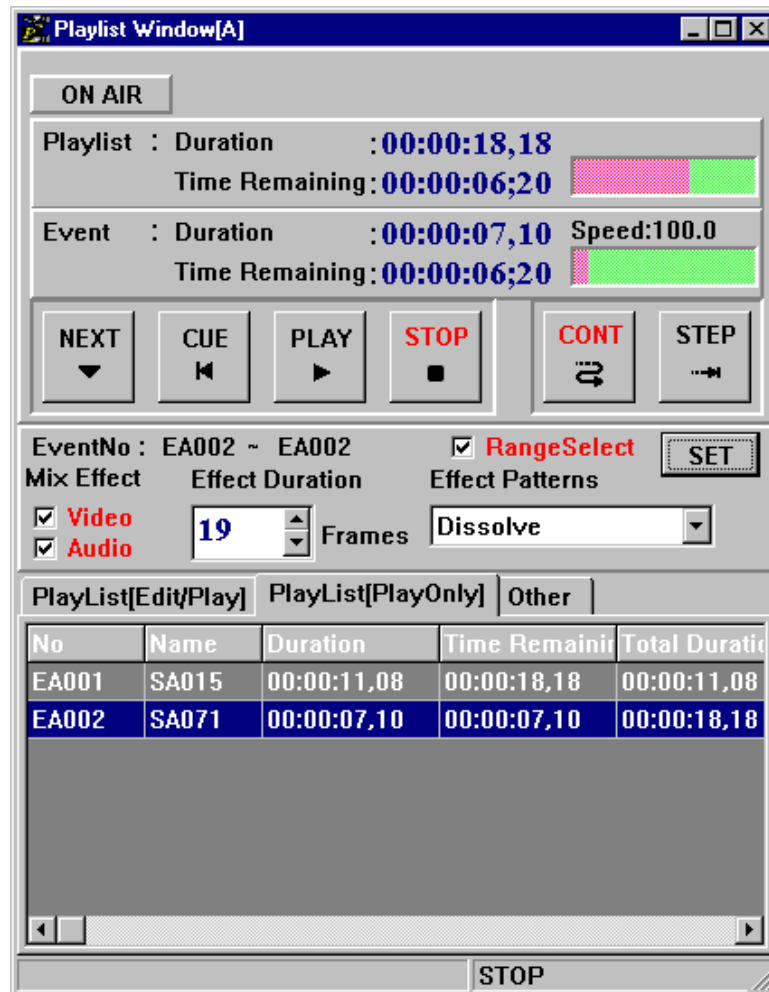 Playlist Window[A]
ON AIR
Playlist : Duration :00:00:18,18
Time Remaining:00:00:06;20
Event : Duration :00:00:07,10 Speed:100.0
Time Remaining:00:00:06;20
NEXT CUE PLAY STOP CONT STEP
EventNo : EA002 ~ EA002 RangeSelect SET
Mix Effect Effect Duration Effect Patterns
Video 19 Frames Dissolve
Audio
PlayList[Edit/Play] PlayList[PlayOnly] Other
No Name Duration Time Remainin Total Duratio
EA001 SA015 00:00:11,08 00:00:18,18 00:00:11,08
EA002 SA071 00:00:07,10 00:00:07,10 00:00:18,18
STOP